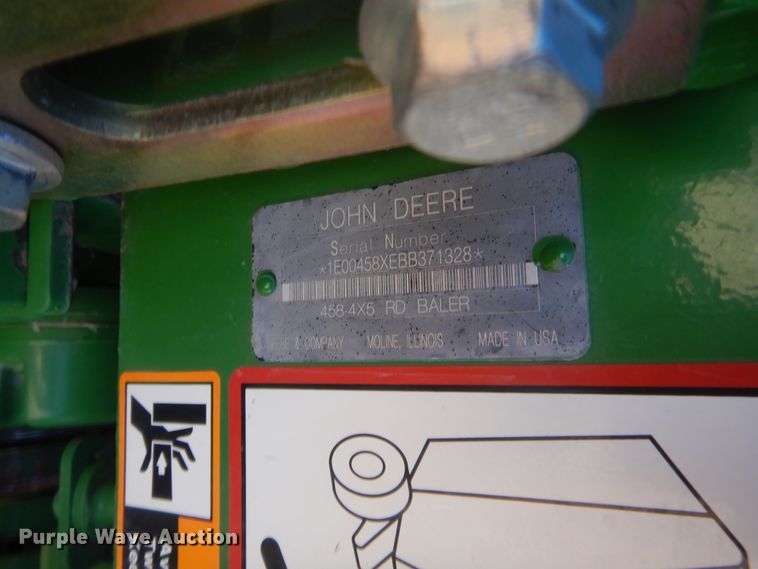 JOHN DEERE
Serial Number
*1E00458XEBB371328*
458-4X5 RD BALER
& COMPANY MOLINE, ILLINOIS MADE IN USA
Purple Wave Auction